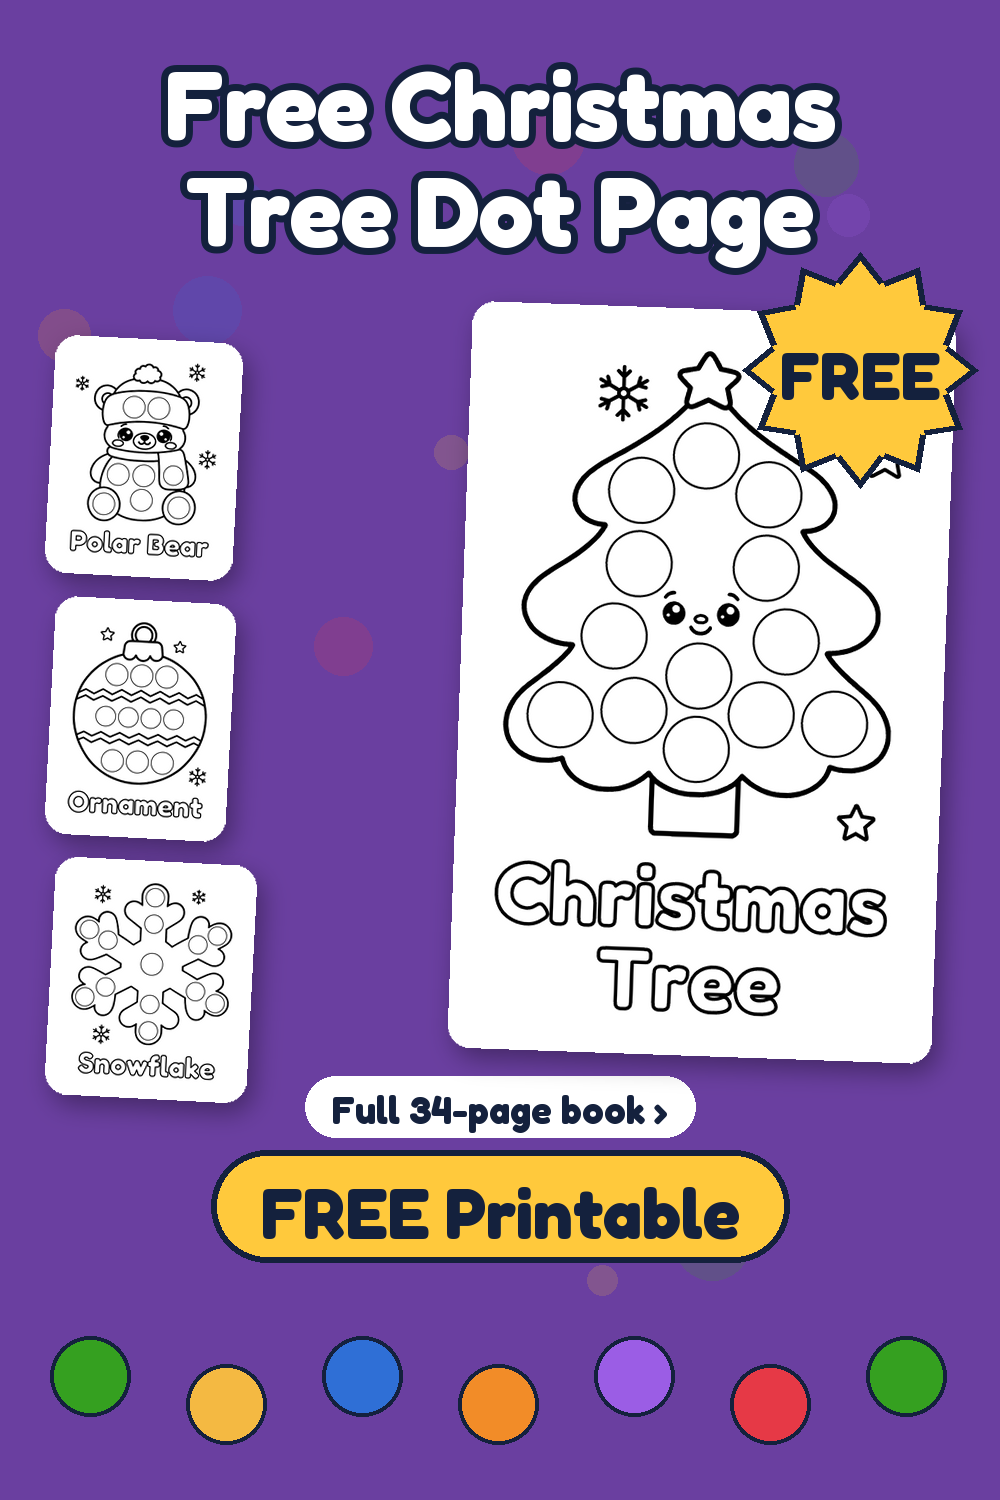 Free Christmas
Tree Dot Page
FREE
Polar Bear
Ornament
Snowflake
Christmas
Tree
Full 34-page book ›
FREE Printable